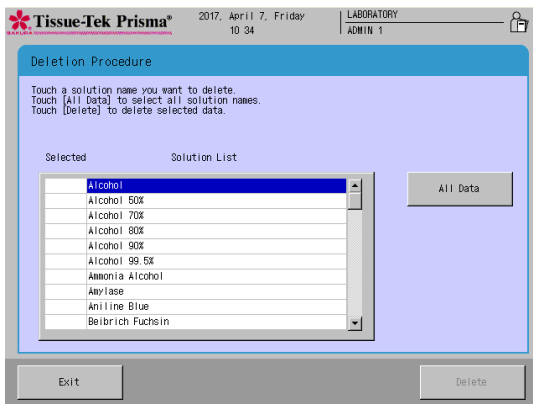 SAKURA Tissue-Tek Prisma®
2017, April 7, Friday
10 34
LABORATORY
ADMIN 1
Deletion Procedure
Touch a solution name you want to delete.
Touch [All Data] to select all solution names.
Touch [Delete] to delete selected data.
Selected Solution List
Alcohol
Alcohol 50%
Alcohol 70%
Alcohol 80%
Alcohol 90%
Alcohol 99.5%
Ammonia Alcohol
Amylase
Aniline Blue
Beibrich Fuchsin
All Data
Exit
Delete